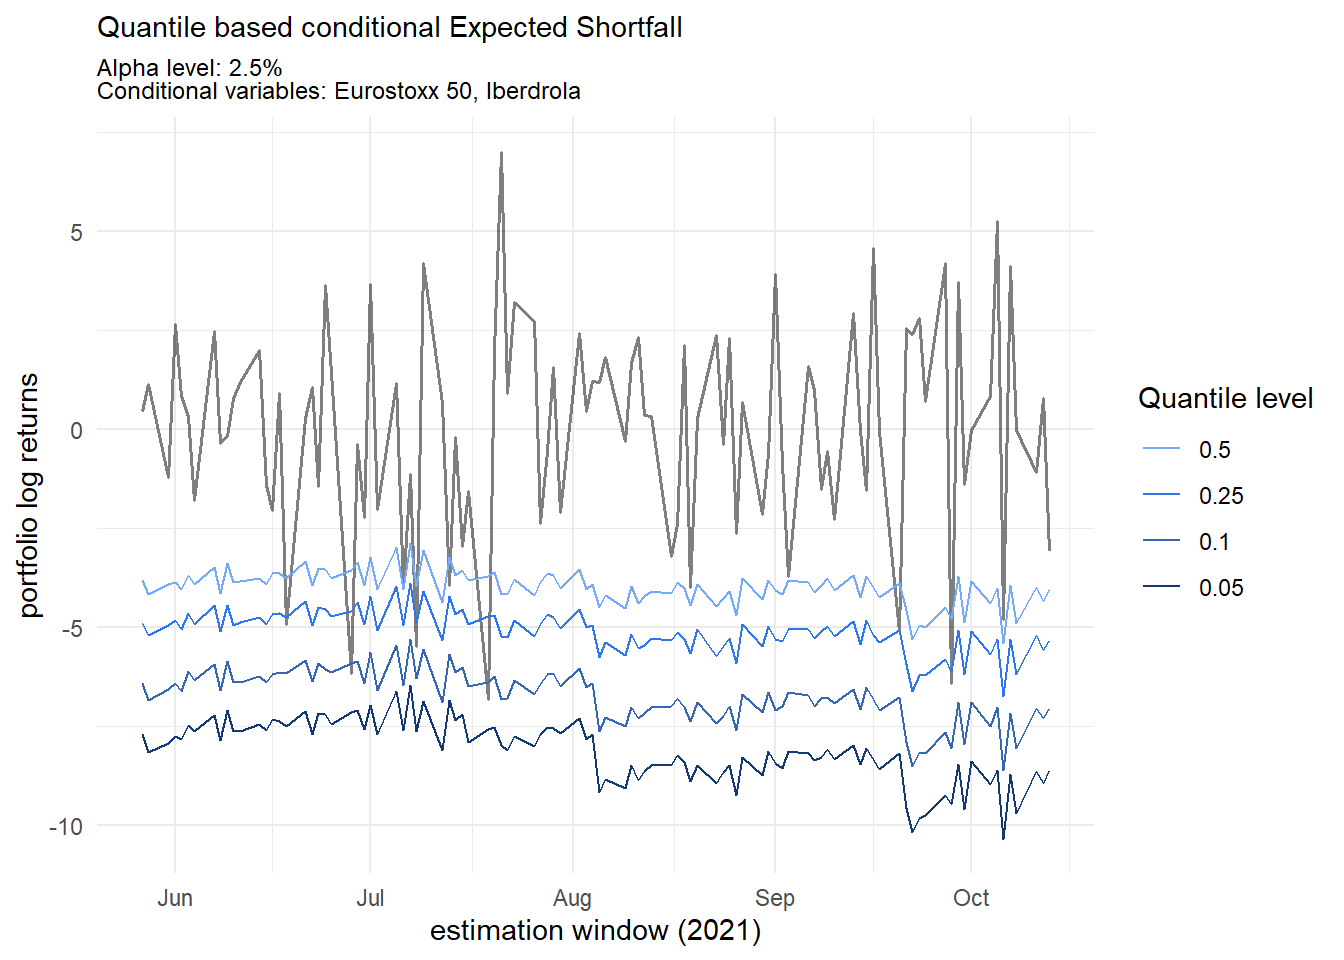 Quantile based conditional Expected Shortfall
Alpha level: 2.5%
Conditional variables: Eurostoxx 50, Iberdrola
portfolio log returns
5
0
-5
-10
Jun
Jul
Aug
Sep
Oct
estimation window (2021)
Quantile level
0.5
0.25
0.1
0.05